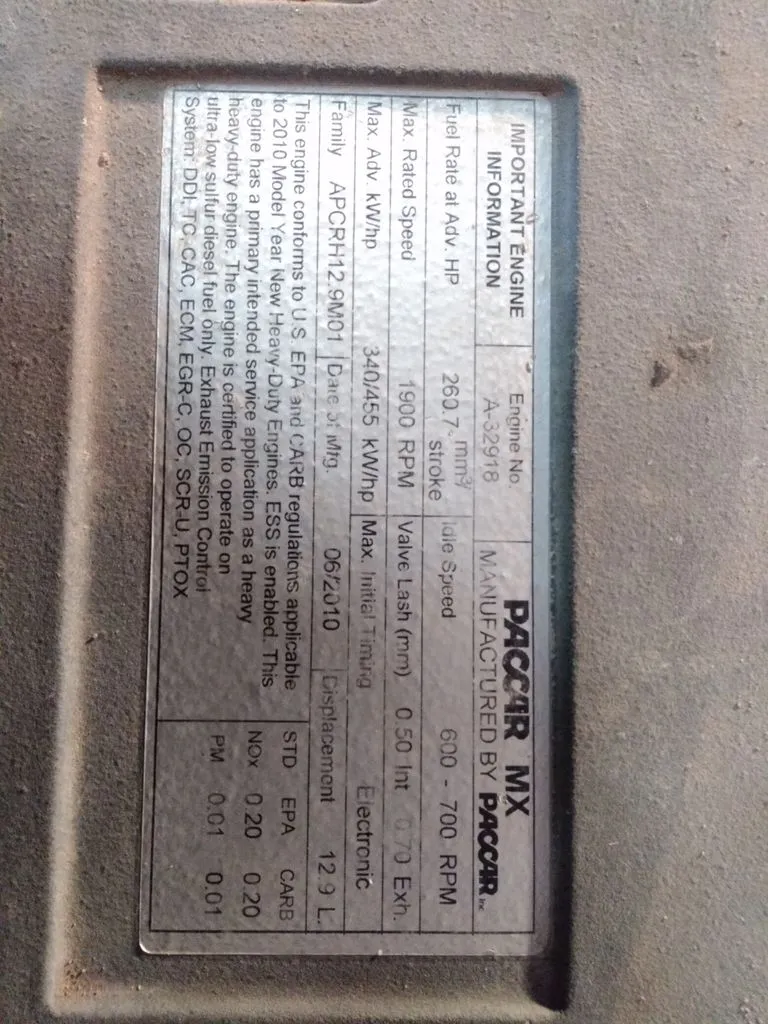 IMPORTANT ENGINE
INFORMATION
Engine No.
A-32918
PACCAR MX
MANUFACTURED BY PACCAR Inc
Fuel Rate at Adv. HP 260.7 mm³/
stroke
Idle Speed 600 - 700 RPM
Max. Rated Speed 1900 RPM
Valve Lash (mm) 0.50 Int 0.70 Exh.
Max. Adv. kW/hp 340/455 kW/hp
Max. Initial Timing Electronic
Family APCRH12.9M01
Date of Mfg. 06/2010
Displacement 12.9 L.
This engine conforms to U.S. EPA and CARB regulations applicable
to 2010 Model Year New Heavy-Duty Engines. ESS is enabled. This
engine has a primary intended service application as a heavy
heavy-duty engine. The engine is certified to operate on
ultra-low sulfur diesel fuel only. Exhaust Emission Control
System: DDI, TC, CAC, ECM, EGR-C, OC, SCR-U, PTOX
STD EPA CARB
NOx 0.20 0.20
PM 0.01 0.01